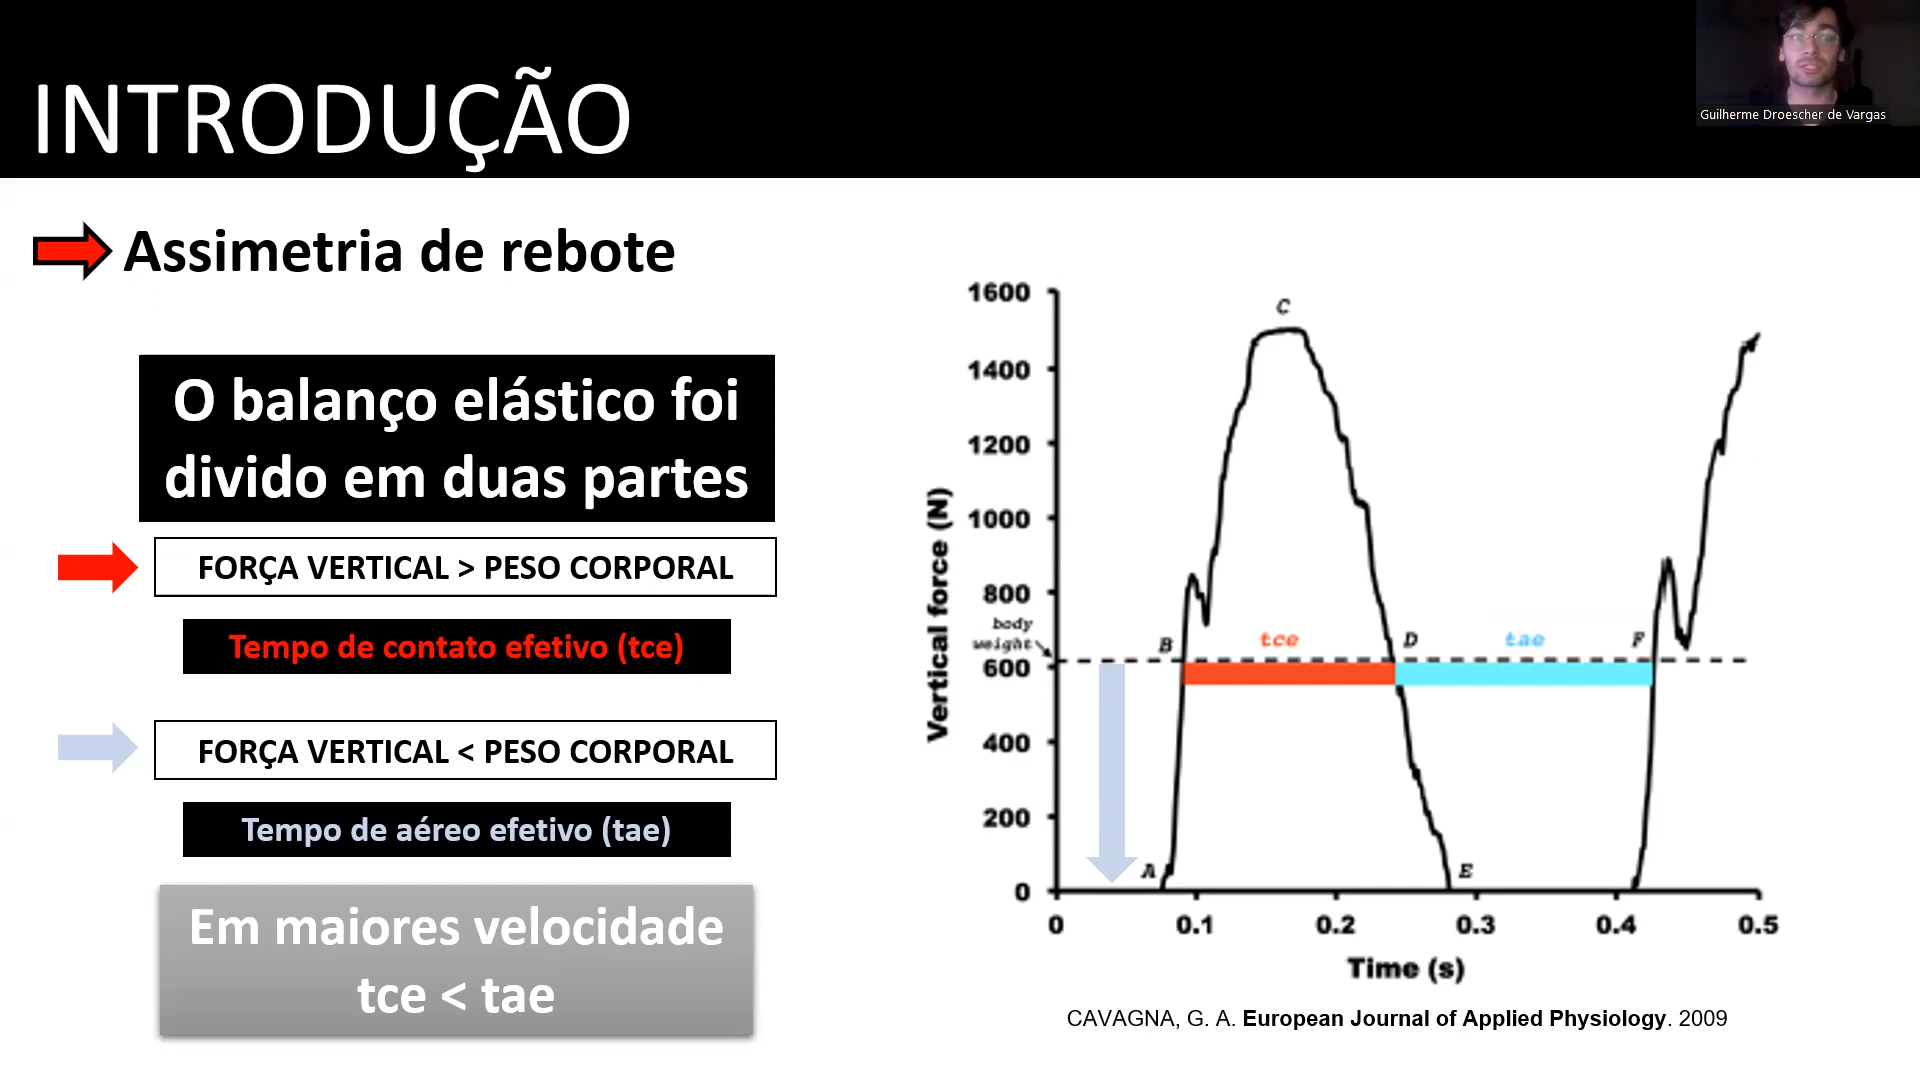 INTRODUÇÃO
Guilherme Droescher de Vargas
Assimetria de rebote
O balanço elástico foi
divido em duas partes
FORÇA VERTICAL > PESO CORPORAL
Tempo de contato efetivo (tce)
FORÇA VERTICAL < PESO CORPORAL
Tempo de aéreo efetivo (tae)
Em maiores velocidade
tce < tae
Vertical force (N)
1600
1400
1200
1000
800
body
weight
600
400
200
0
C
B
tce
D
tae
F
A
E
0 0.1 0.2 0.3 0.4 0.5
Time (s)
CAVAGNA, G. A. European Journal of Applied Physiology. 2009